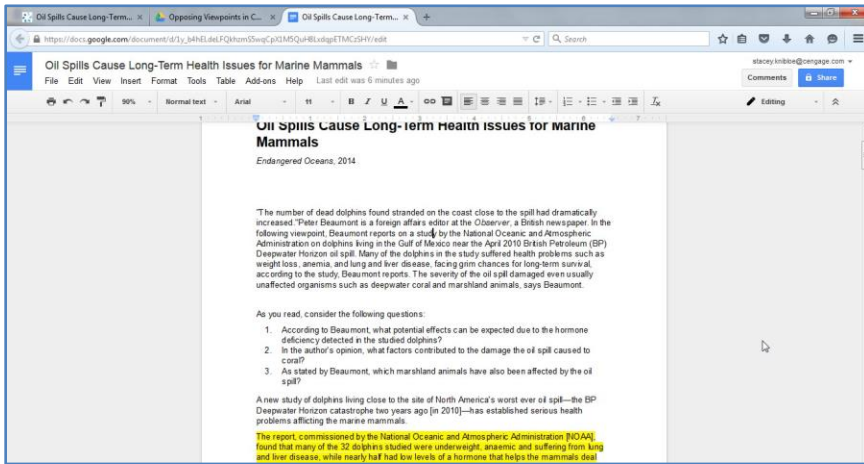 Oil Spills Cause Long-Term... ×
Opposing Viewpoints in C... ×
Oil Spills Cause Long-Term... ×
https://docs.google.com/document/d/
Search
Oil Spills Cause Long-Term Health Issues for Marine Mammals
stacey.knibloe@cengage.com
File Edit View Insert Format Tools Table Add-ons Help Last edit was 6 minutes ago
Comments Share
90% Normal text Arial 11 B I U A Editing
Oil Spills Cause Long-Term Health Issues for Marine
Mammals
Endangered Oceans, 2014
"The number of dead dolphins found stranded on the coast close to the spill had dramatically
increased."Peter Beaumont is a foreign affairs editor at the Observer, a British newspaper. In the
following viewpoint, Beaumont reports on a study by the National Oceanic and Atmospheric
Administration on dolphins living in the Gulf of Mexico near the April 2010 British Petroleum (BP)
Deepwater Horizon oil spill. Many of the dolphins in the study suffered health problems such as
weight loss, anemia, and lung and liver disease, facing grim chances for long-term survival,
according to the study, Beaumont reports. The severity of the oil spill damaged even usually
unaffected organisms such as deepwater coral and marshland animals, says Beaumont.
As you read, consider the following questions:
1. According to Beaumont, what potential effects can be expected due to the hormone
deficiency detected in the studied dolphins?
2. In the author's opinion, what factors contributed to the damage the oil spill caused to
coral?
3. As stated by Beaumont, which marshland animals have also been affected by the oil
spill?
A new study of dolphins living close to the site of North America's worst ever oil spill—the BP
Deepwater Horizon catastrophe two years ago [in 2010]—has established serious health
problems afflicting the marine mammals.
The report, commissioned by the National Oceanic and Atmospheric Administration [NOAA],
found that many of the 32 dolphins studied were underweight, anaemic and suffering from lung
and liver disease, while nearly half had low levels of a hormone that helps the mammals deal